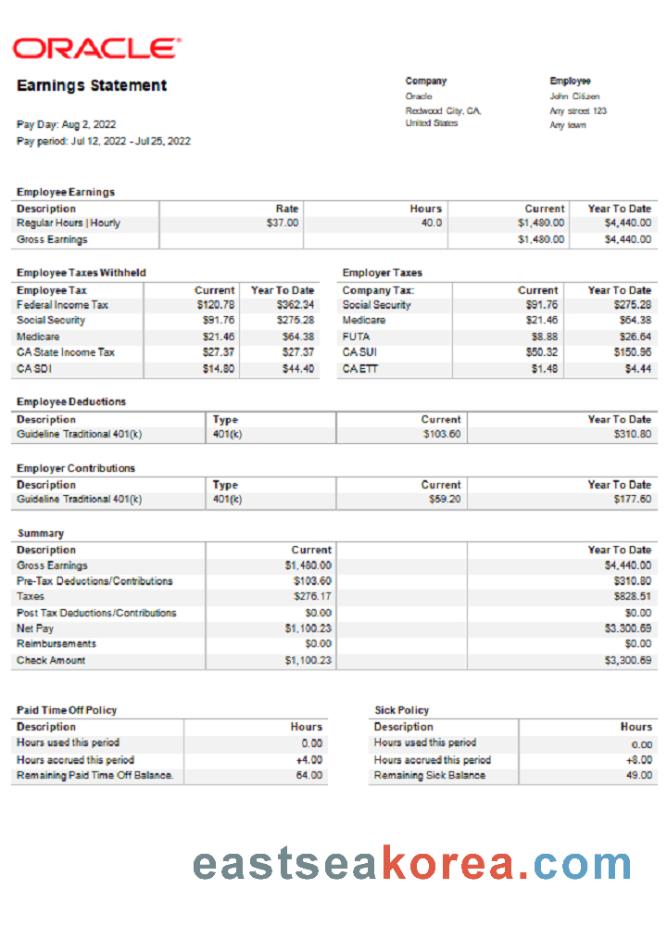 ORACLE
Earnings Statement
Company
Oracle
Redwood City, CA,
United States
Employee
John Citizen
Any street 123
Any town
Pay Day: Aug 2, 2022
Pay period: Jul 12, 2022 - Jul 25, 2022
Employee Earnings
Description Rate Hours Current Year To Date
Regular Hours | Hourly $37.00 40.0 $1,480.00 $4,440.00
Gross Earnings $1,480.00 $4,440.00
Employee Taxes Withheld
Employee Tax Current Year To Date
Federal Income Tax $120.78 $362.34
Social Security $91.76 $275.28
Medicare $21.46 $64.38
CA State Income Tax $27.37 $27.37
CA SDI $14.80 $44.40
Employer Taxes
Company Tax: Current Year To Date
Social Security $91.76 $275.28
Medicare $21.46 $64.38
FUTA $8.88 $26.64
CA SUI $50.32 $150.96
CA ETT $1.48 $4.44
Employee Deductions
Description Type Current Year To Date
Guideline Traditional 401(k) 401(k) $103.60 $310.80
Employer Contributions
Description Type Current Year To Date
Guideline Traditional 401(k) 401(k) $59.20 $177.60
Summary
Description Current Year To Date
Gross Earnings $1,480.00 $4,440.00
Pre-Tax Deductions/Contributions $103.60 $310.80
Taxes $276.17 $828.51
Post Tax Deductions/Contributions $0.00 $0.00
Net Pay $1,100.23 $3.300.69
Reimbursements $0.00 $0.00
Check Amount $1,100.23 $3,300.69
Paid Time Off Policy
Description Hours
Hours used this period 0.00
Hours accrued this period +4.00
Remaining Paid Time Off Balance. 64.00
Sick Policy
Description Hours
Hours used this period 0.00
Hours accrued this period +8.00
Remaining Sick Balance 49.00
eastseakorea.com